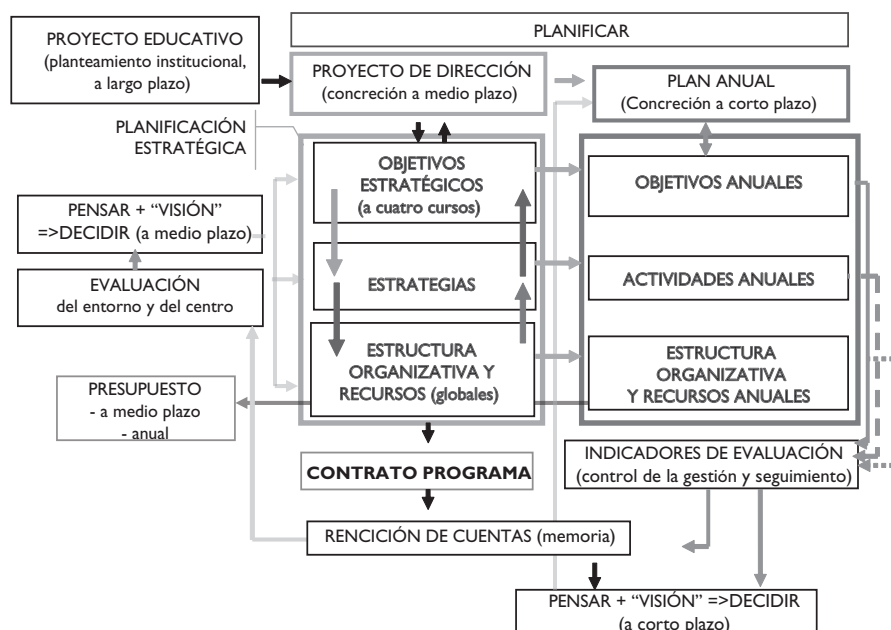 PLANIFICAR
PROYECTO EDUCATIVO
(planteamiento institucional,
a largo plazo)
PROYECTO DE DIRECCIÓN
(concreción a medio plazo)
PLAN ANUAL
(Concreción a corto plazo)
PLANIFICACIÓN
ESTRATÉGICA
OBJETIVOS
ESTRATÉGICOS
(a cuatro cursos)
OBJETIVOS ANUALES
PENSAR + “VISIÓN”
=>DECIDIR (a medio plazo)
EVALUACIÓN
del entorno y del centro
ESTRATEGIAS
ACTIVIDADES ANUALES
ESTRUCTURA
ORGANIZATIVA Y
RECURSOS (globales)
ESTRUCTURA
ORGANIZATIVA
Y RECURSOS ANUALES
PRESUPUESTO
- a medio plazo
- anual
INDICADORES DE EVALUACIÓN
(control de la gestión y seguimiento)
CONTRATO PROGRAMA
RENCICIÓN DE CUENTAS (memoria)
PENSAR + “VISIÓN” =>DECIDIR
(a corto plazo)